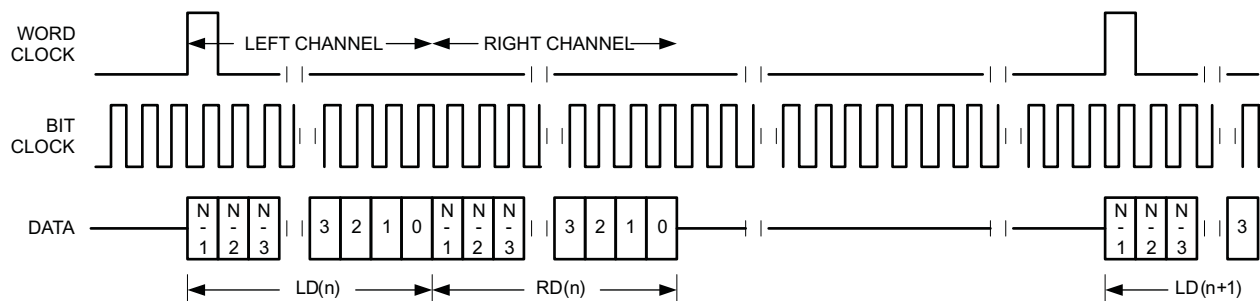 WORD
CLOCK
LEFT CHANNEL
RIGHT CHANNEL
BIT
CLOCK
DATA
N-1 N-2 N-3 3 2 1 0 N-1 N-2 N-3 3 2 1 0 N-1 N-2 N-3 3
LD(n)
RD(n)
LD(n+1)